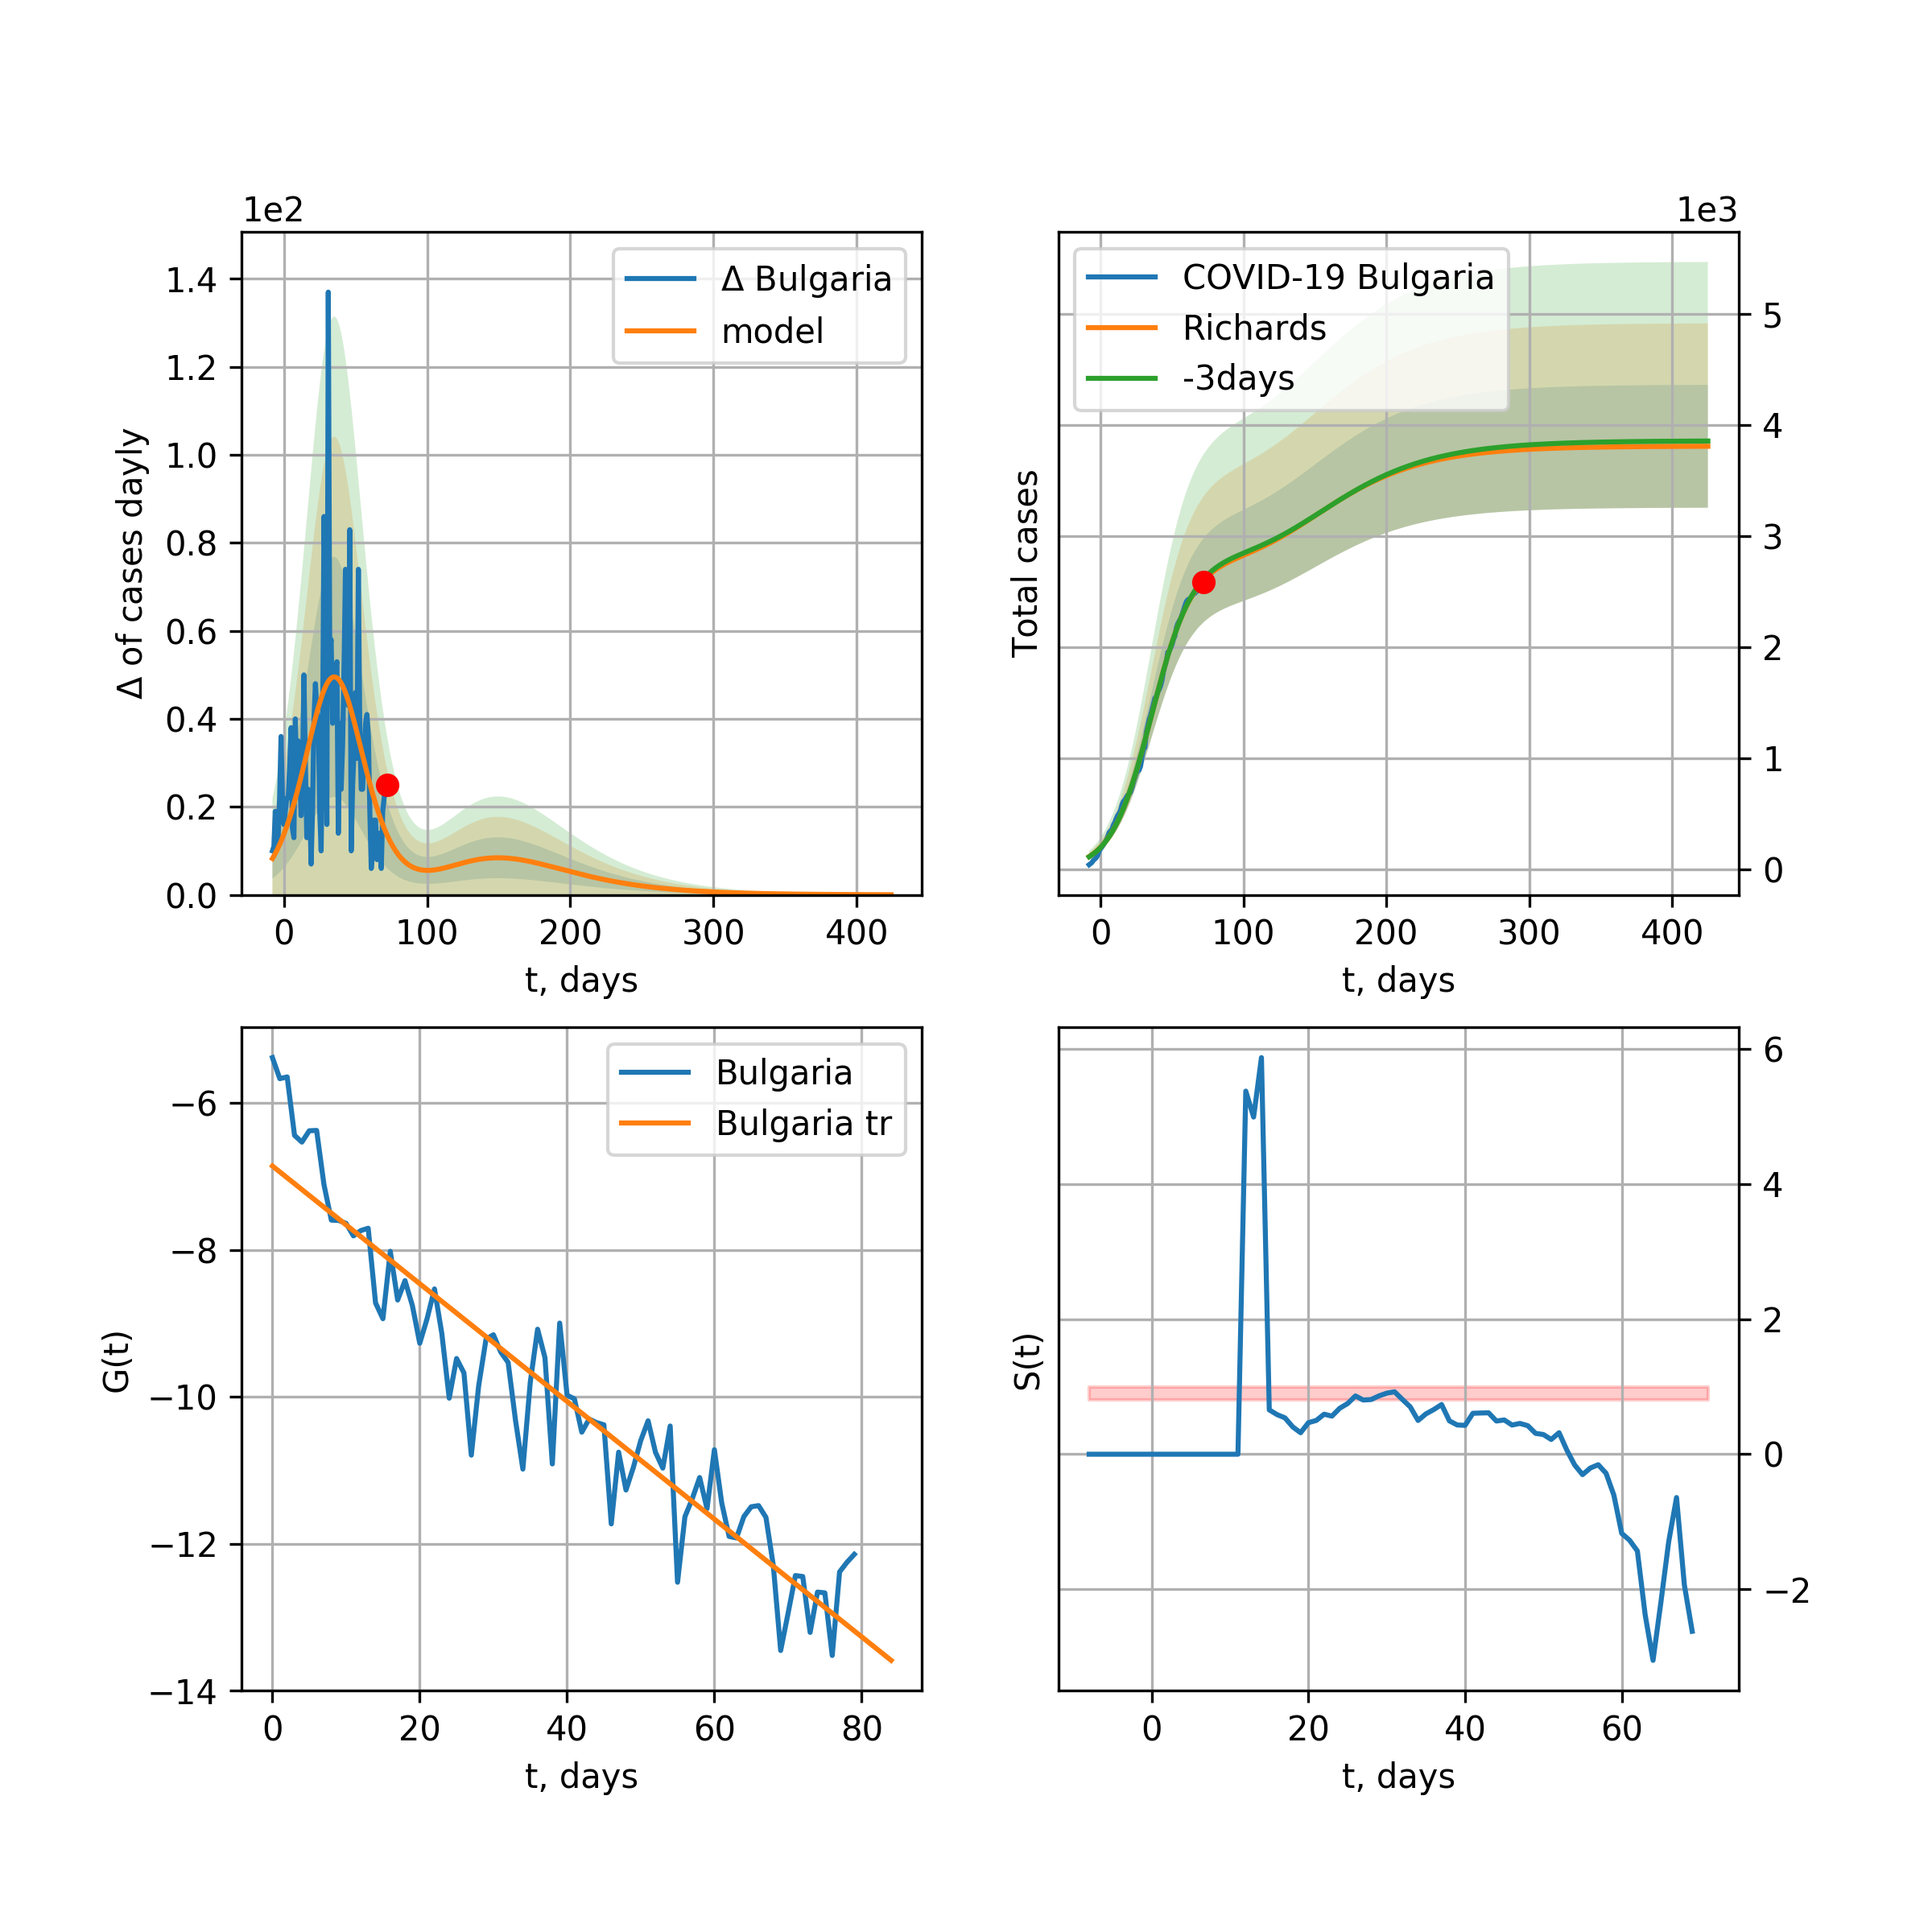 1e2
Δ of cases dayly
1.4
1.2
1.0
0.8
0.6
0.4
0.2
0.0
Δ Bulgaria
model
0 100 200 300 400
t, days
1e3
Total cases
COVID-19 Bulgaria
Richards
-3days
5
4
3
2
1
0
0 100 200 300 400
t, days
G(t)
−6
−8
−10
−12
−14
Bulgaria
Bulgaria tr
0 20 40 60 80
t, days
S(t)
6
4
2
0
−2
0 20 40 60
t, days